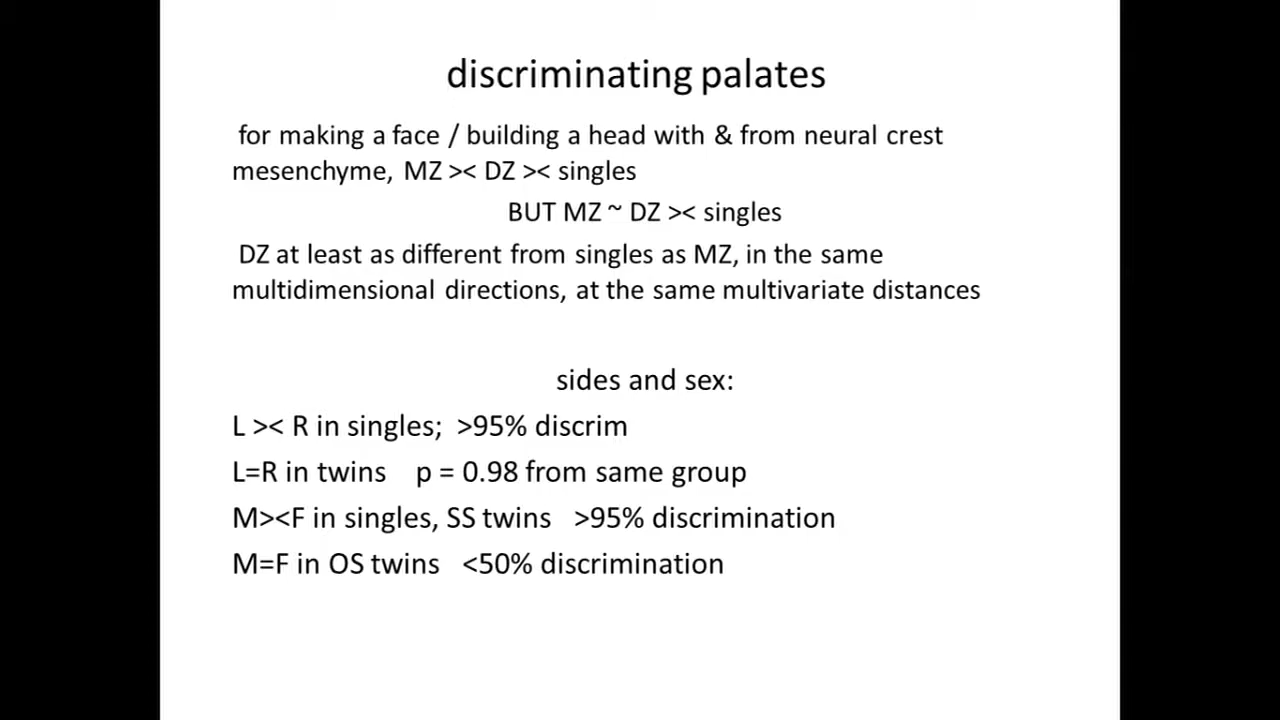 discriminating palates
for making a face / building a head with & from neural crest
mesenchyme, MZ >< DZ >< singles
BUT MZ ~ DZ >< singles
DZ at least as different from singles as MZ, in the same
multidimensional directions, at the same multivariate distances
sides and sex:
L >< R in singles; >95% discrim
L=R in twins p = 0.98 from same group
M><F in singles, SS twins >95% discrimination
M=F in OS twins <50% discrimination